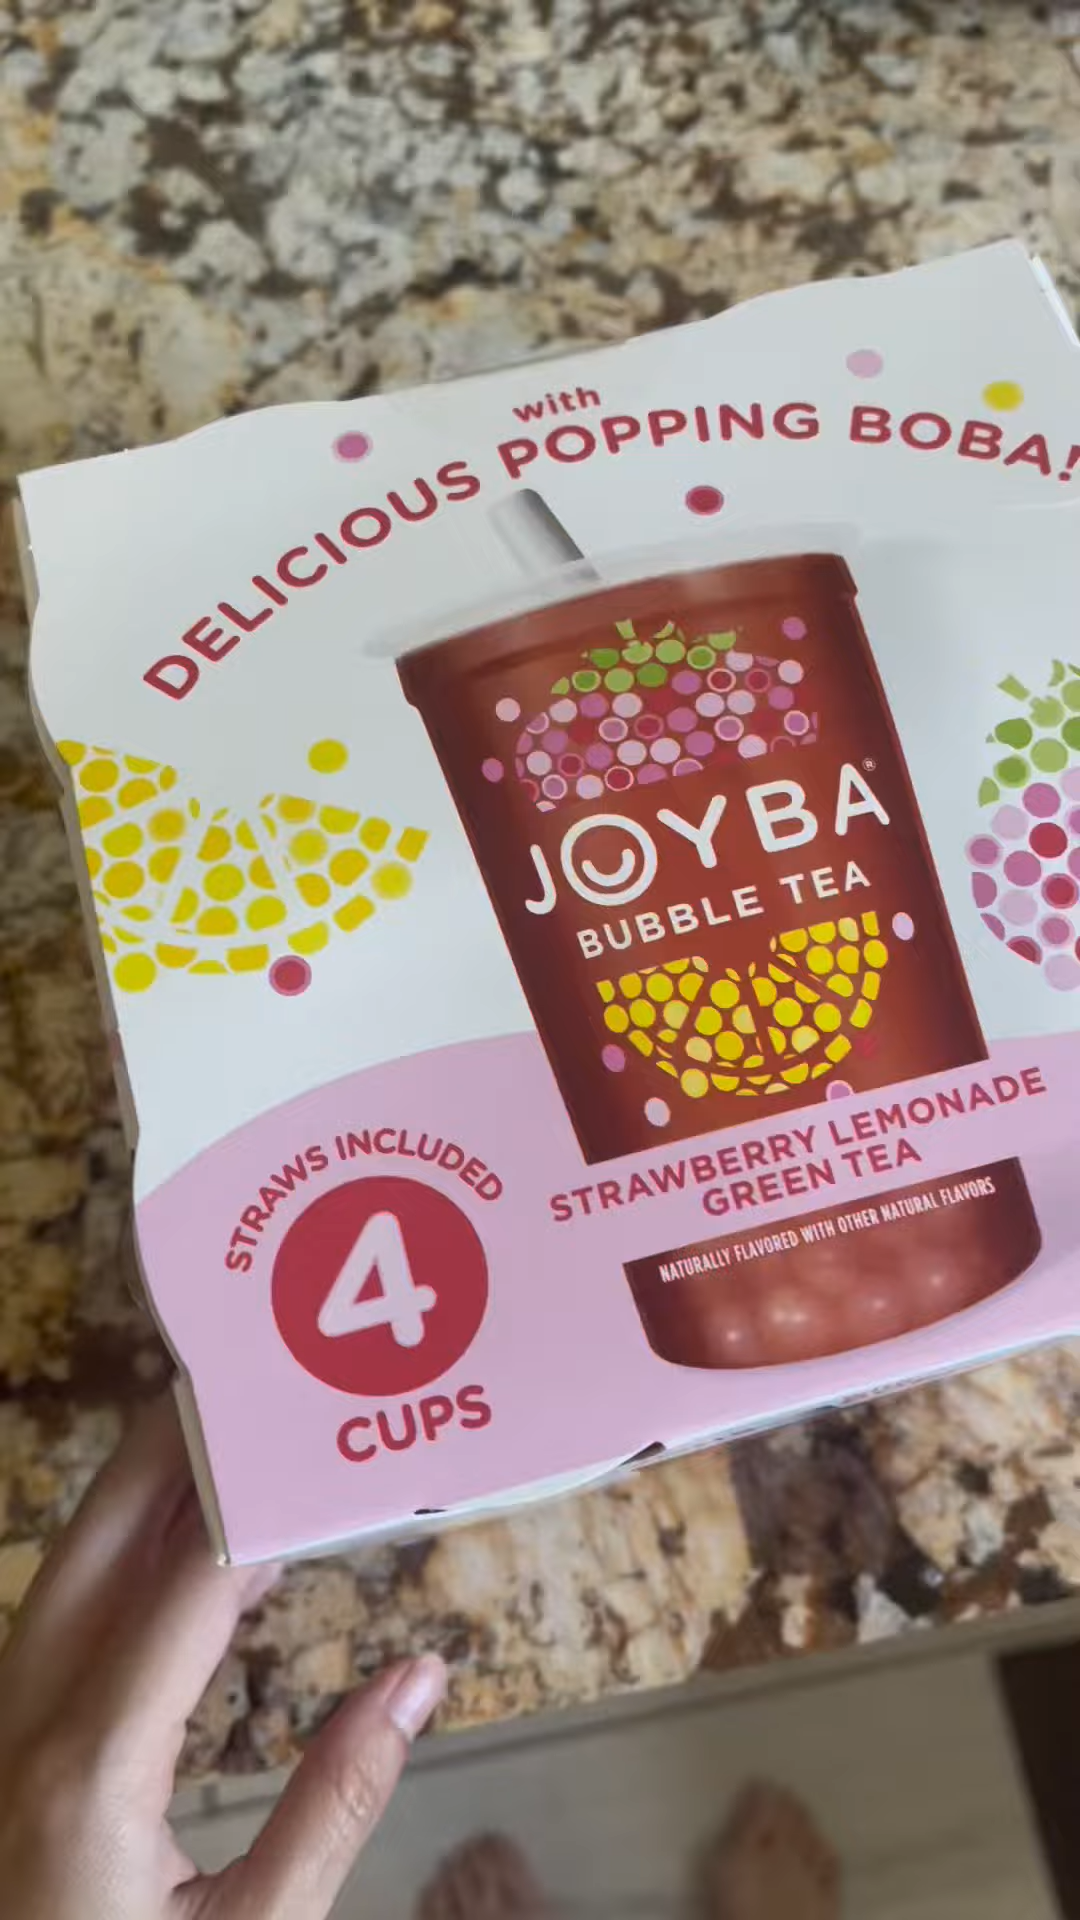 with
DELICIOUS POPPING BOBA!
JOYBA®
BUBBLE TEA
STRAWBERRY LEMONADE
GREEN TEA
NATURALLY FLAVORED WITH OTHER NATURAL FLAVORS
STRAWS INCLUDED
4
CUPS